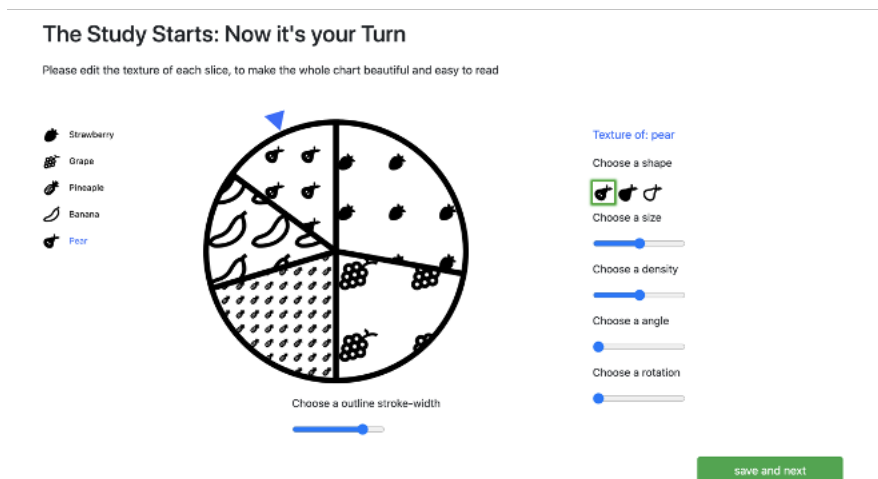 The Study Starts: Now it's your Turn
Please edit the texture of each slice, to make the whole chart beautiful and easy to read
Strawberry
Grape
Pineaple
Banana
Pear
Choose a outline stroke-width
Texture of: pear
Choose a shape
Choose a size
Choose a density
Choose a angle
Choose a rotation
save and next